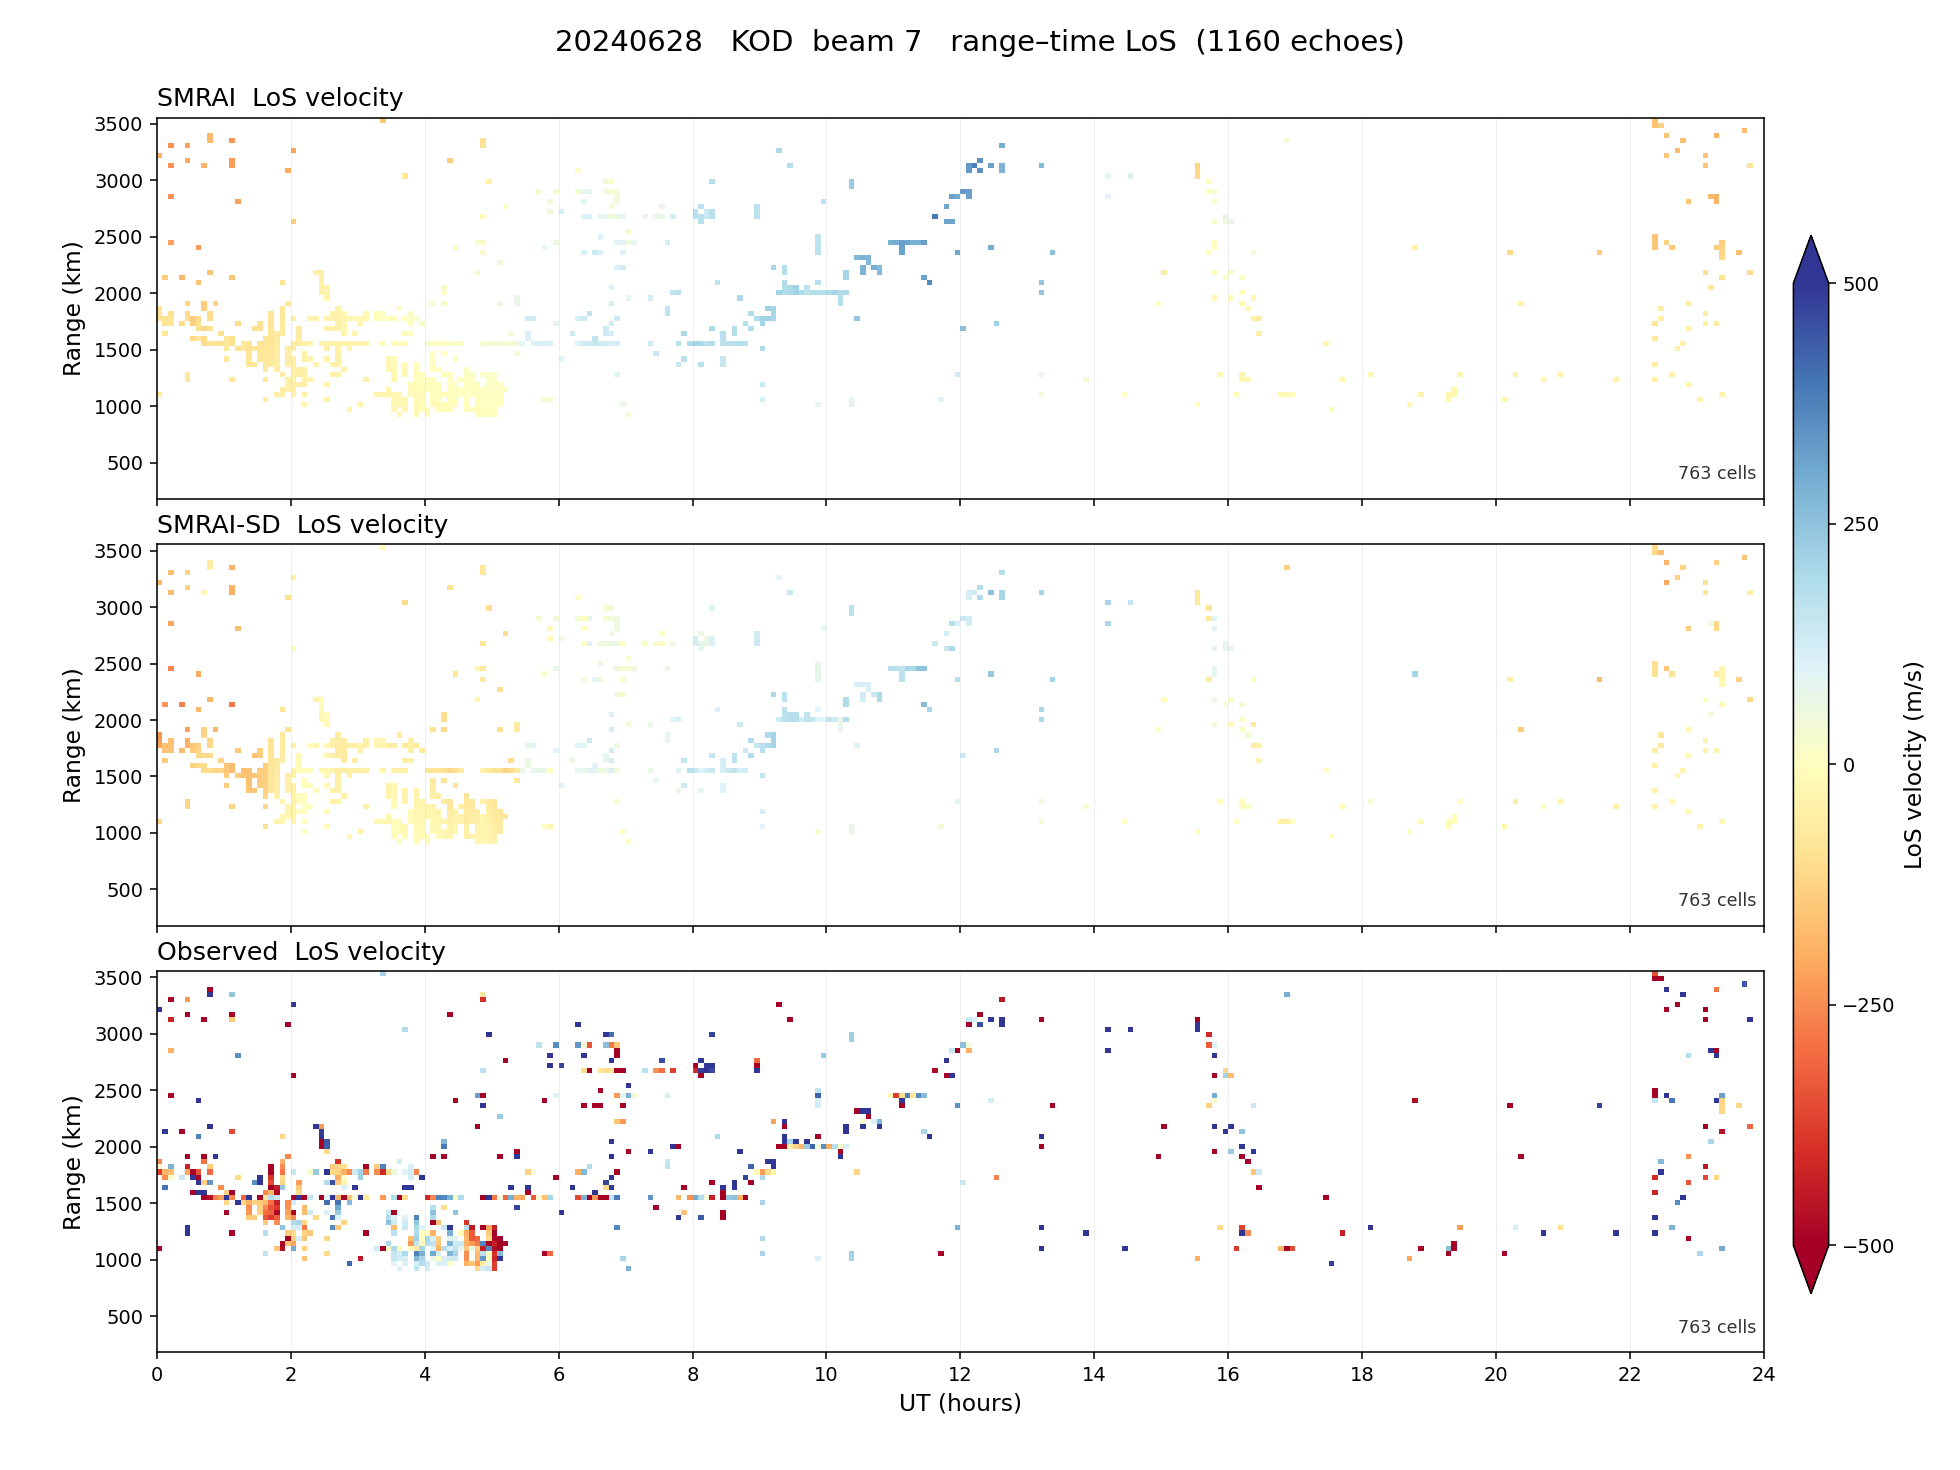 20240628   KOD  beam 7   range–time LoS  (1160 echoes)
SMRAI  LoS velocity
3500
3000
2500
2000
1500
1000
500
Range (km)
763 cells
SMRAI-SD  LoS velocity
3500
3000
2500
2000
1500
1000
500
Range (km)
763 cells
Observed  LoS velocity
3500
3000
2500
2000
1500
1000
500
Range (km)
763 cells
0 2 4 6 8 10 12 14 16 18 20 22 24
UT (hours)
500
250
0
−250
−500
LoS velocity (m/s)